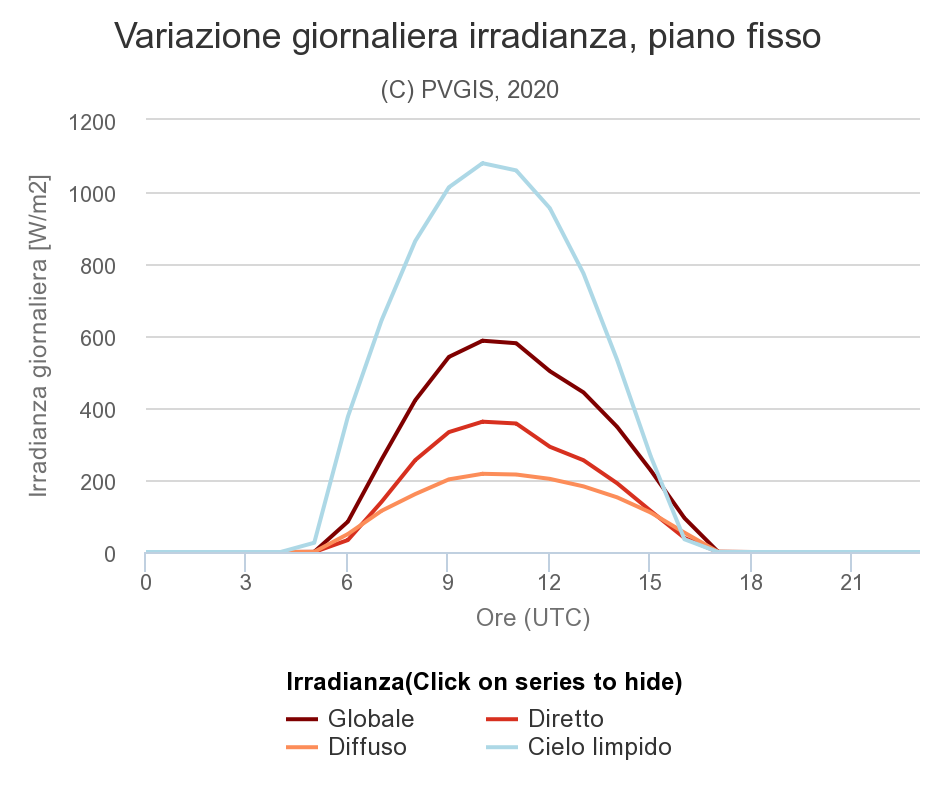 Variazione giornaliera irradianza, piano fisso
(C) PVGIS, 2020
Irradianza giornaliera [W/m2]
1200
1000
800
600
400
200
0
0 3 6 9 12 15 18 21
Ore (UTC)
Irradianza(Click on series to hide)
Globale Diretto
Diffuso Cielo limpido